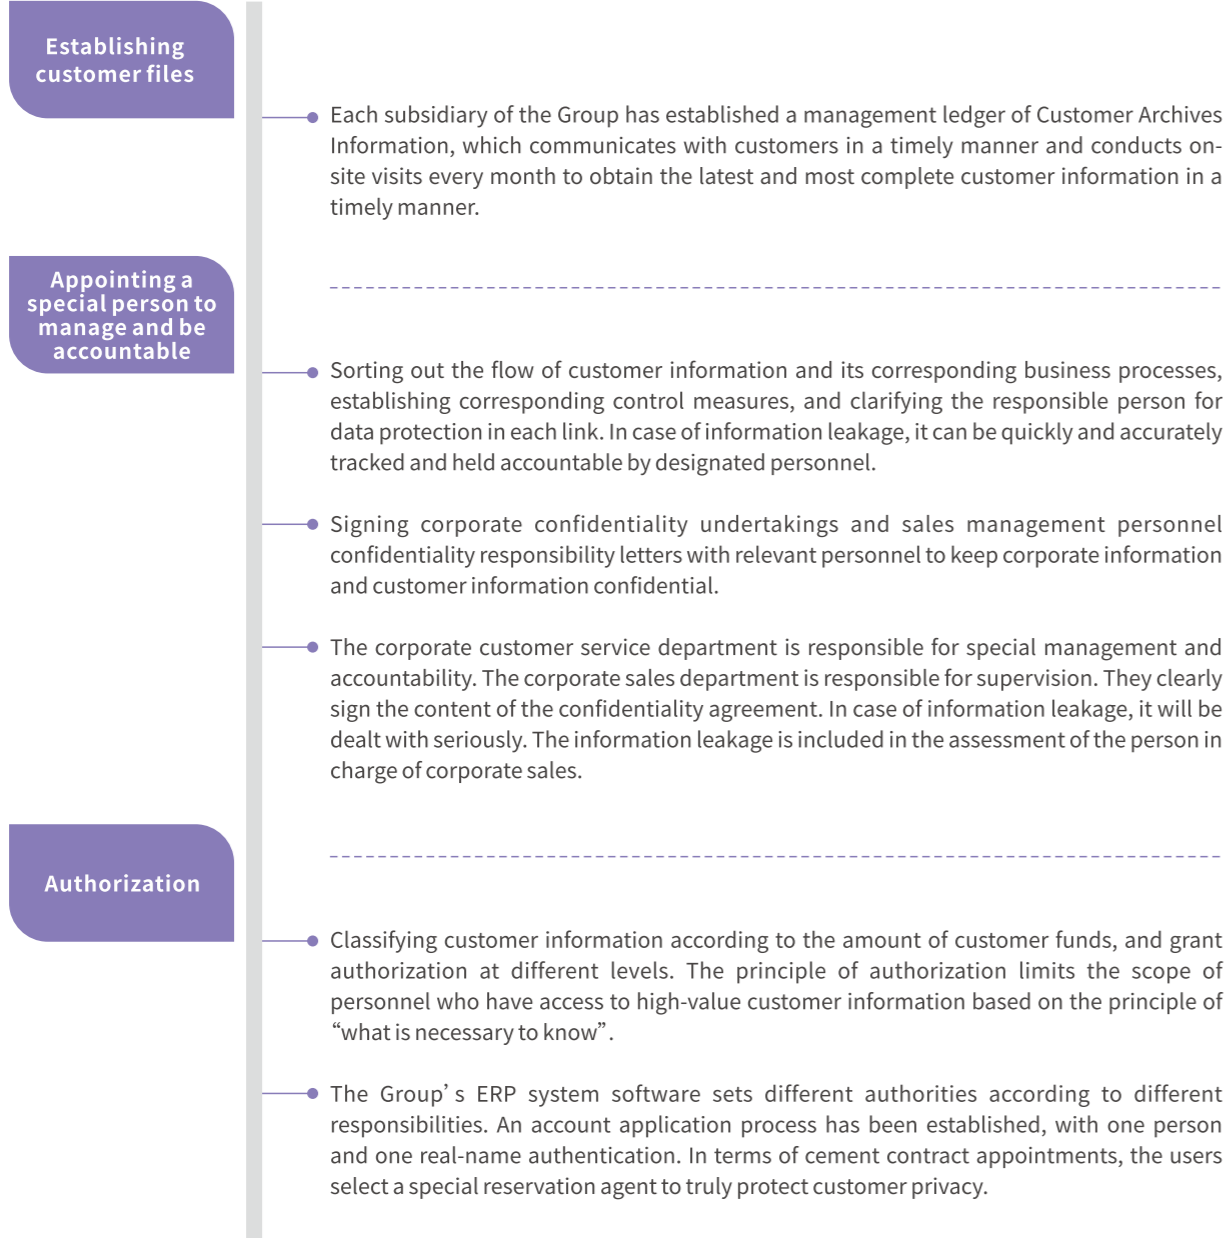 Establishing
customer files
Each subsidiary of the Group has established a management ledger of Customer Archives
Information, which communicates with customers in a timely manner and conducts on-
site visits every month to obtain the latest and most complete customer information in a
timely manner.
Appointing a
special person to
manage and be
accountable
Sorting out the flow of customer information and its corresponding business processes,
establishing corresponding control measures, and clarifying the responsible person for
data protection in each link. In case of information leakage, it can be quickly and accurately
tracked and held accountable by designated personnel.
Signing corporate confidentiality undertakings and sales management personnel
confidentiality responsibility letters with relevant personnel to keep corporate information
and customer information confidential.
The corporate customer service department is responsible for special management and
accountability. The corporate sales department is responsible for supervision. They clearly
sign the content of the confidentiality agreement. In case of information leakage, it will be
dealt with seriously. The information leakage is included in the assessment of the person in
charge of corporate sales.
Authorization
Classifying customer information according to the amount of customer funds, and grant
authorization at different levels. The principle of authorization limits the scope of
personnel who have access to high-value customer information based on the principle of
“what is necessary to know”.
The Group’s ERP system software sets different authorities according to different
responsibilities. An account application process has been established, with one person
and one real-name authentication. In terms of cement contract appointments, the users
select a special reservation agent to truly protect customer privacy.